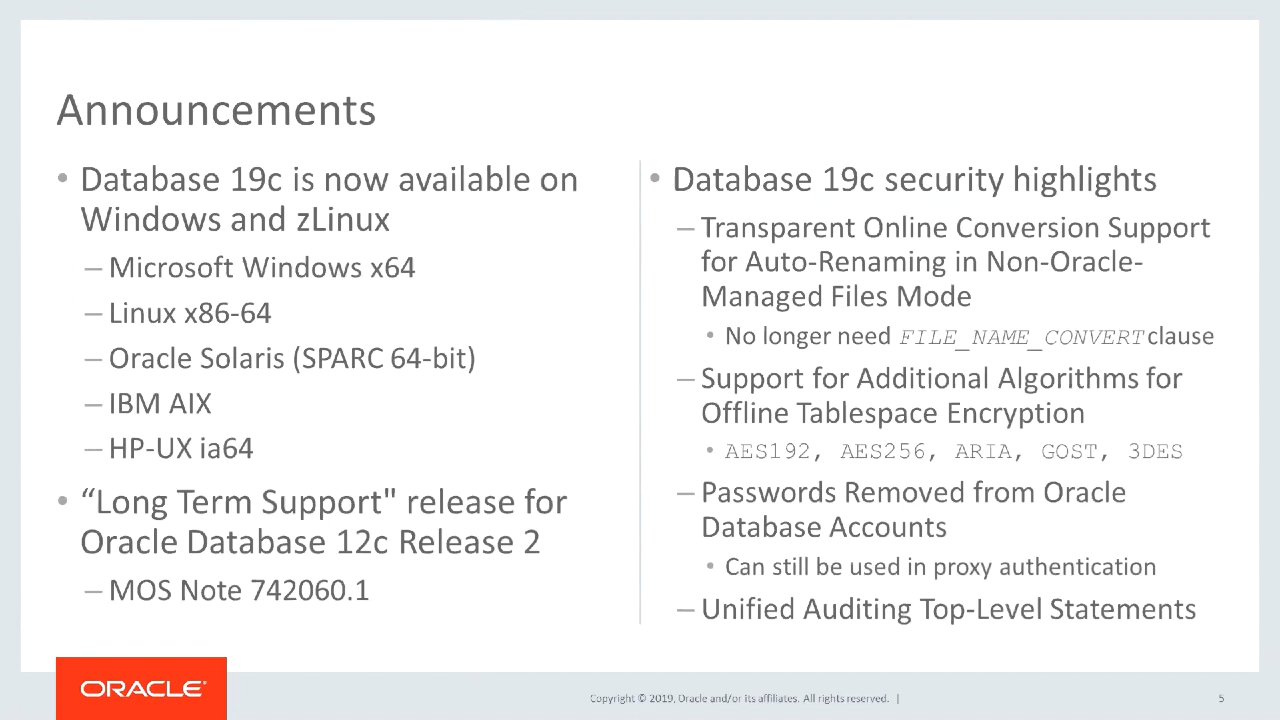 Announcements
• Database 19c is now available on
Windows and zLinux
– Microsoft Windows x64
– Linux x86-64
– Oracle Solaris (SPARC 64-bit)
– IBM AIX
– HP-UX ia64
• “Long Term Support" release for
Oracle Database 12c Release 2
– MOS Note 742060.1
• Database 19c security highlights
– Transparent Online Conversion Support
for Auto-Renaming in Non-Oracle-
Managed Files Mode
• No longer need FILE_NAME_CONVERT clause
– Support for Additional Algorithms for
Offline Tablespace Encryption
• AES192, AES256, ARIA, GOST, 3DES
– Passwords Removed from Oracle
Database Accounts
• Can still be used in proxy authentication
– Unified Auditing Top-Level Statements
ORACLE®
Copyright © 2019, Oracle and/or its affiliates. All rights reserved. |
5